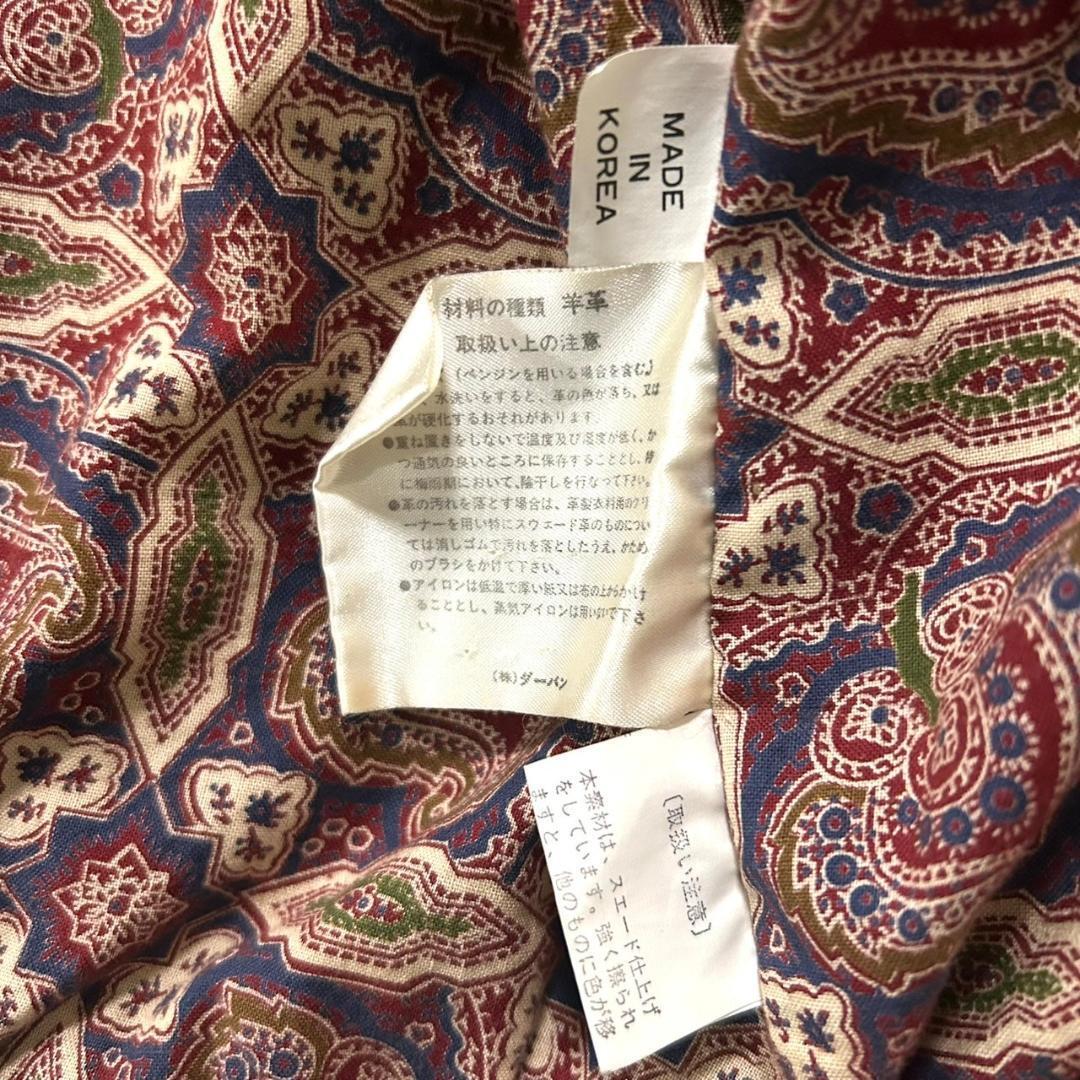 MADE
IN
KOREA
材料の種類 羊革
取扱い上の注意
(ベンジンを用いる場合を含む。)
水洗いをすると、革の色が落ち、又は
革が硬化するおそれがあります。
●重ね置きをしないで温度及び湿度が低く、か
つ通気の良いところに保存することとし、特
に梅雨期において、陰干しを行なって下さい。
●革の汚れを落とす場合は、革製衣料用のクリ
ーナーを用い特にスウェード革のものについ
ては消しゴムで汚れを落としたうえ、かため
のブラシをかけて下さい。
●アイロンは低温で厚い紙又は布の上からかけ
ることとし、蒸気アイロンは用いないで下さ
い。
(株)ダーバン
〔取扱い注意〕
本素材は、スエード仕上げ
をしています。強く擦られ
ますと、他のものに色が移